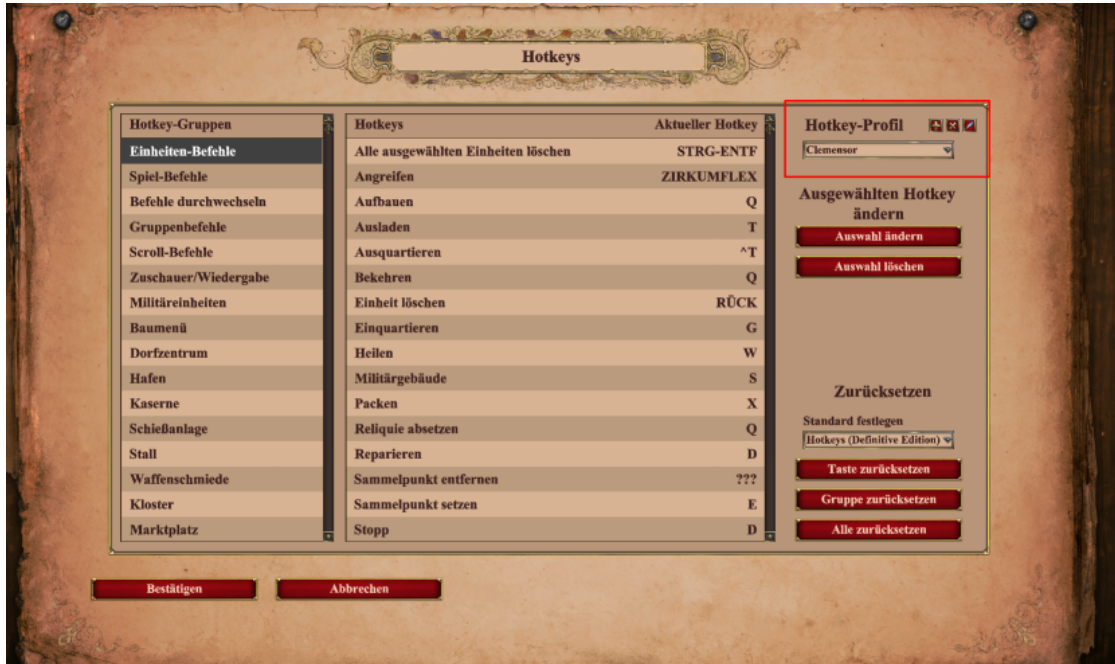 Hotkeys
Hotkey-Gruppen
Einheiten-Befehle
Spiel-Befehle
Befehle durchwechseln
Gruppenbefehle
Scroll-Befehle
Zuschauer/Wiedergabe
Militäreinheiten
Baumenü
Dorfzentrum
Hafen
Kaserne
Schießanlage
Stall
Waffenschmiede
Kloster
Marktplatz
Hotkeys Aktueller Hotkey
Alle ausgewählten Einheiten löschen STRG-ENTF
Angreifen ZIRKUMFLEX
Aufbauen Q
Ausladen T
Ausquartieren ^T
Bekehren Q
Einheit löschen RÜCK
Einquartieren G
Heilen W
Militärgebäude S
Packen X
Reliquie absetzen Q
Reparieren D
Sammelpunkt entfernen ???
Sammelpunkt setzen E
Stopp D
Hotkey-Profil
Clemensor
Ausgewählten Hotkey
ändern
Auswahl ändern
Auswahl löschen
Zurücksetzen
Standard festlegen
Hotkeys (Definitive Edition)
Taste zurücksetzen
Gruppe zurücksetzen
Alle zurücksetzen
Bestätigen
Abbrechen